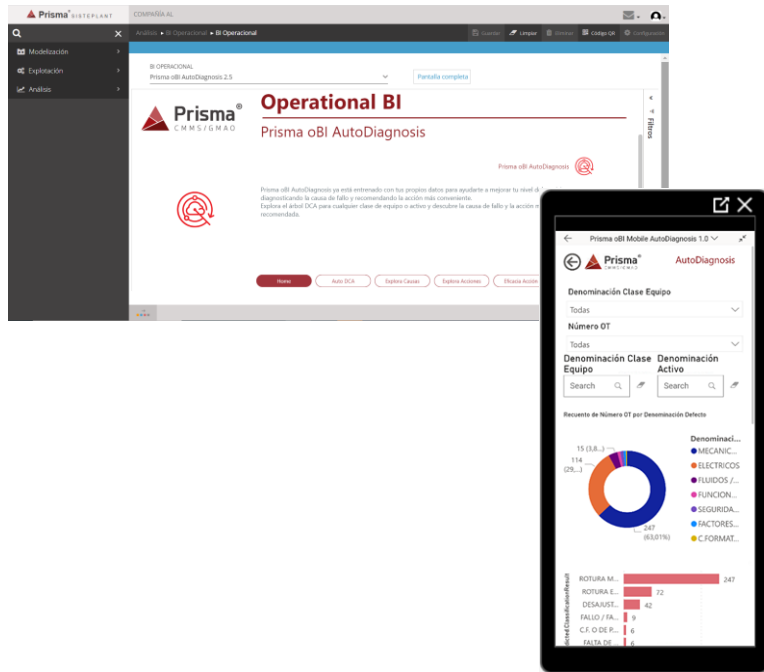 Prisma® SISTEPLANT
COMPAÑÍA AL
Análisis ▸ BI Operacional ▸ BI Operacional
Guardar Limpiar Eliminar Código QR Configuración
Modelización
Explotación
Análisis
BI OPERACIONAL
Prisma oBI AutoDiagnosis 2.5
Pantalla completa
Filtros
Prisma®
CMMS/GMAO
Operational BI
Prisma oBI AutoDiagnosis
Prisma oBI AutoDiagnosis
Prisma oBI AutoDiagnosis ya está entrenado con tus propios datos para ayudarte a mejorar tu nivel de
diagnosticando la causa de fallo y recomendando la acción más conveniente.
Explora el árbol DCA para cualquier clase de equipo o activo y descubre la causa de fallo y la acción m
recomendada.
Home
Auto DCA
Explora Causas
Explora Acciones
Eficacia Acción
Prisma oBI Mobile AutoDiagnosis 1.0
Prisma®
CMMS/GMAO
AutoDiagnosis
Denominación Clase Equipo
Todas
Número OT
Todas
Denominación Clase Equipo
Search
Denominación Activo
Search
Recuento de Número OT por Denominación Defecto
15 (3,8...)
114
(29,...)
247
(63,01%)
Denominaci...
MECANIC...
ELECTRICOS
FLUIDOS /...
FUNCION...
SEGURIDA...
FACTORES...
C.FORMAT...
dicted.ClassificationResult
ROTURA M... 247
ROTURA E... 72
DESAJUST... 42
FALLO / FA... 9
C.F. O DE P... 6
FALTA DE ... 6